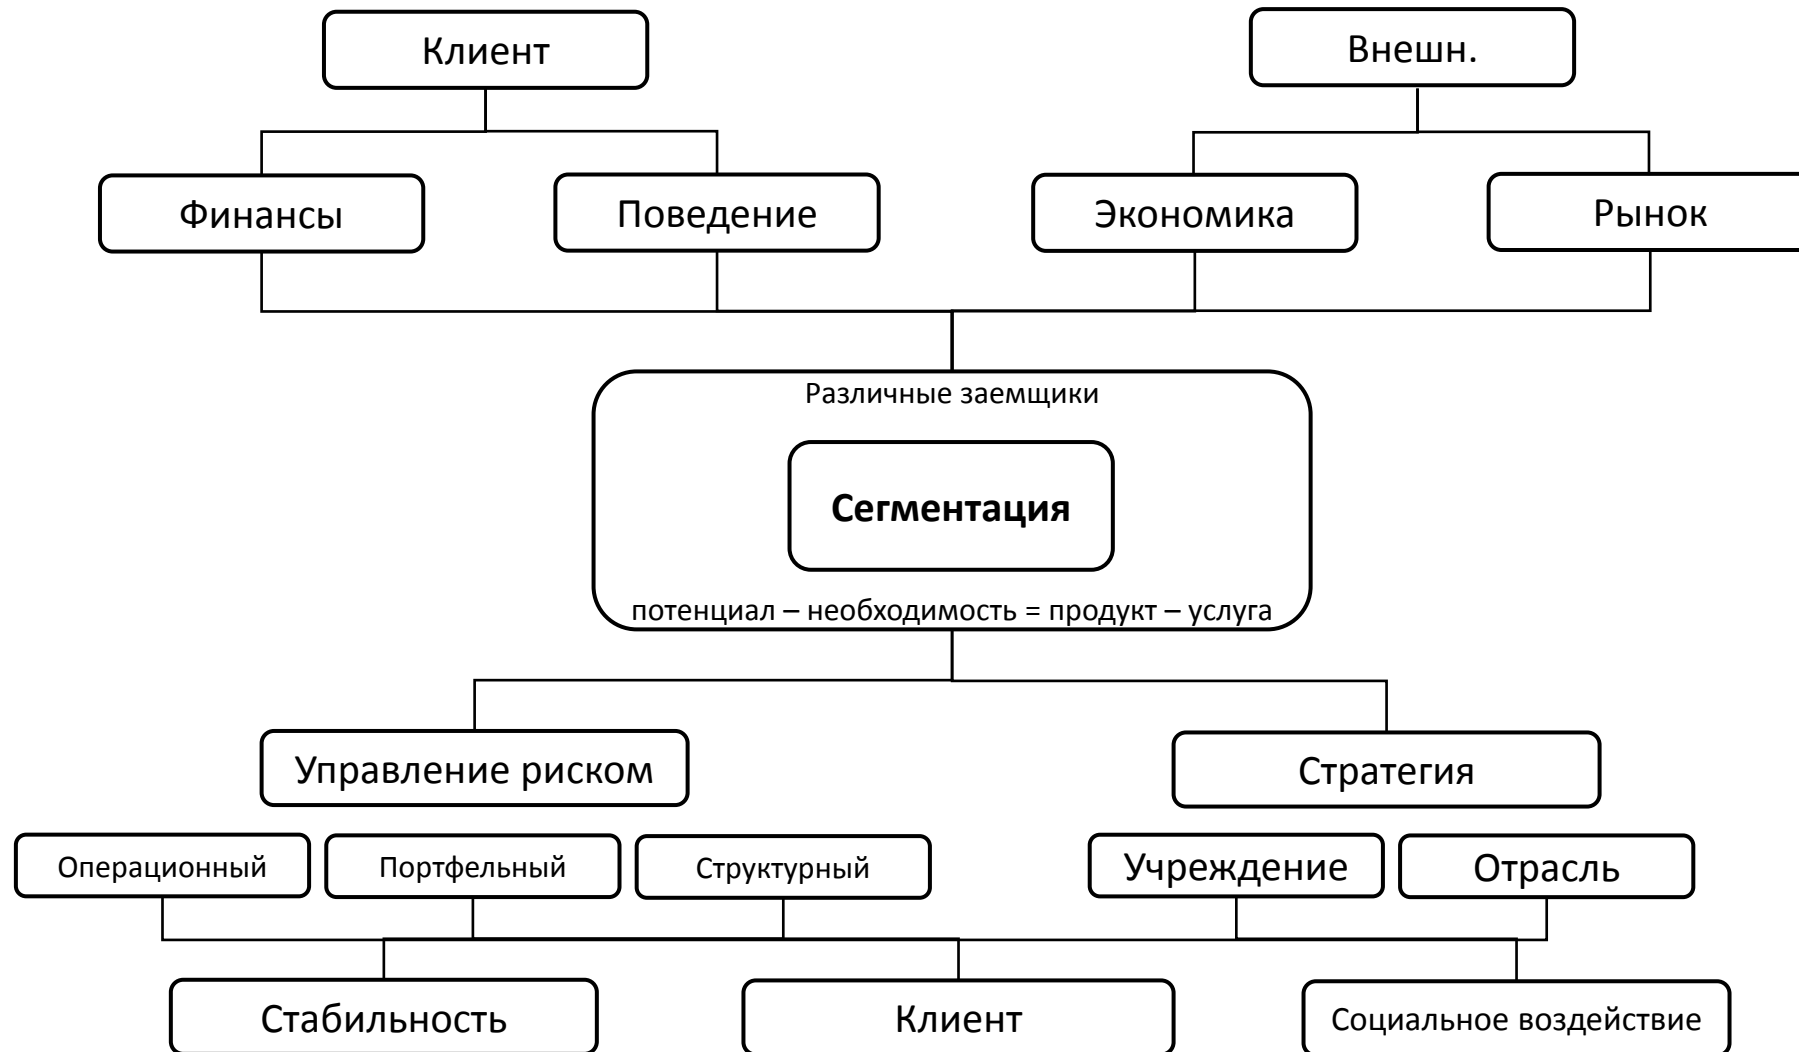 Клиент
Внешн.
Финансы
Поведение
Экономика
Рынок
Различные заемщики
Сегментация
потенциал – необходимость = продукт – услуга
Управление риском
Стратегия
Операционный
Портфельный
Структурный
Учреждение
Отрасль
Стабильность
Клиент
Социальное воздействие